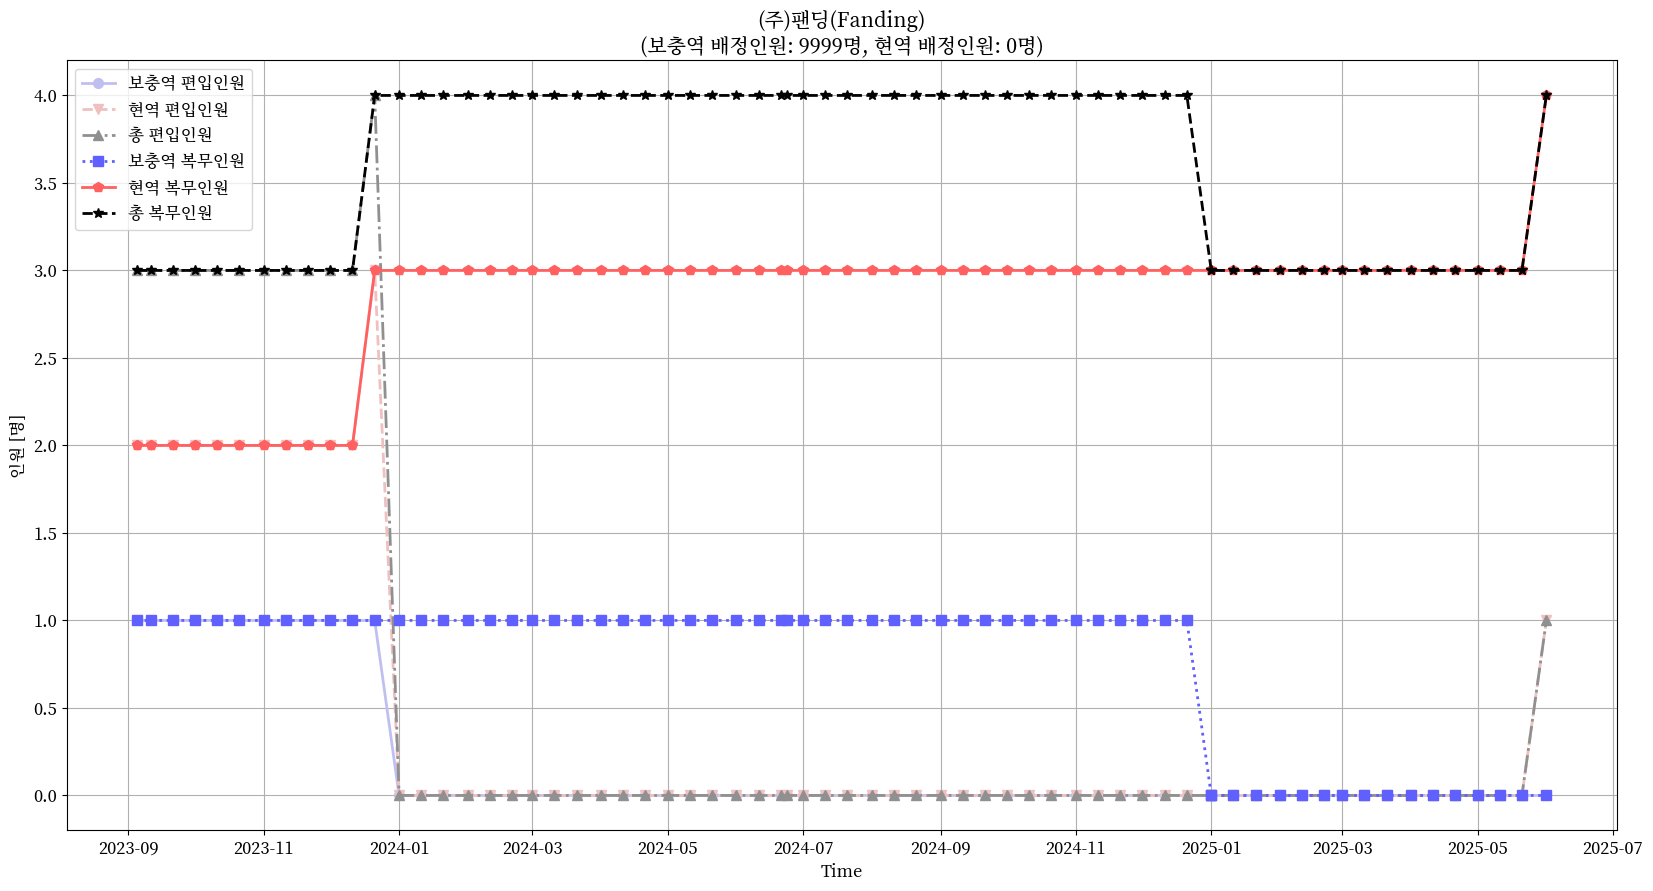 (주)팬딩(Fanding)
(보충역 배정인원: 9999명, 현역 배정인원: 0명)
보충역 편입인원
현역 편입인원
총 편입인원
보충역 복무인원
현역 복무인원
총 복무인원
4.0
3.5
3.0
2.5
2.0
1.5
1.0
0.5
0.0
인원 [명]
2023-09 2023-11 2024-01 2024-03 2024-05 2024-07 2024-09 2024-11 2025-01 2025-03 2025-05 2025-07
Time